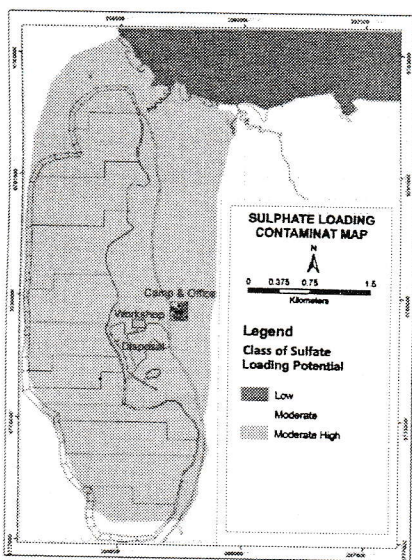 SULPHATE LOADING
CONTAMINAT MAP
N
0 0.375 0.75 1.5
Kilometers
Camp & Office
Workshop
Disposal
Legend
Class of Sulfate
Loading Potential
Low
Moderate
Moderate High